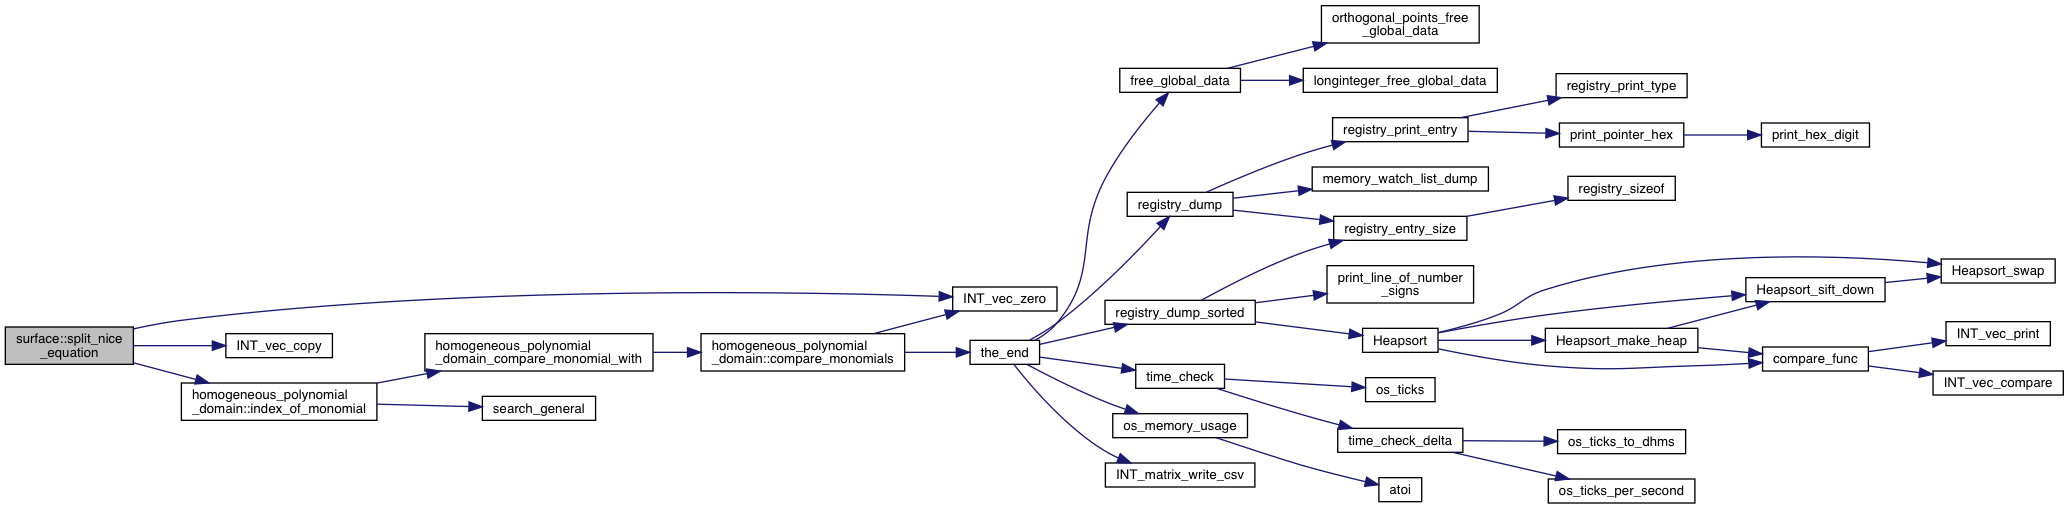 surface::split_nice
_equation
INT_vec_zero
INT_vec_copy
homogeneous_polynomial
_domain::index_of_monomial
homogeneous_polynomial
_domain_compare_monomial_with
search_general
homogeneous_polynomial
_domain::compare_monomials
the_end
free_global_data
orthogonal_points_free
_global_data
longinteger_free_global_data
registry_dump
registry_print_entry
registry_print_type
print_pointer_hex
print_hex_digit
memory_watch_list_dump
registry_entry_size
registry_sizeof
registry_dump_sorted
print_line_of_number
_signs
Heapsort
Heapsort_swap
Heapsort_sift_down
Heapsort_make_heap
compare_func
INT_vec_print
INT_vec_compare
time_check
os_ticks
time_check_delta
os_ticks_to_dhms
os_ticks_per_second
os_memory_usage
atoi
INT_matrix_write_csv